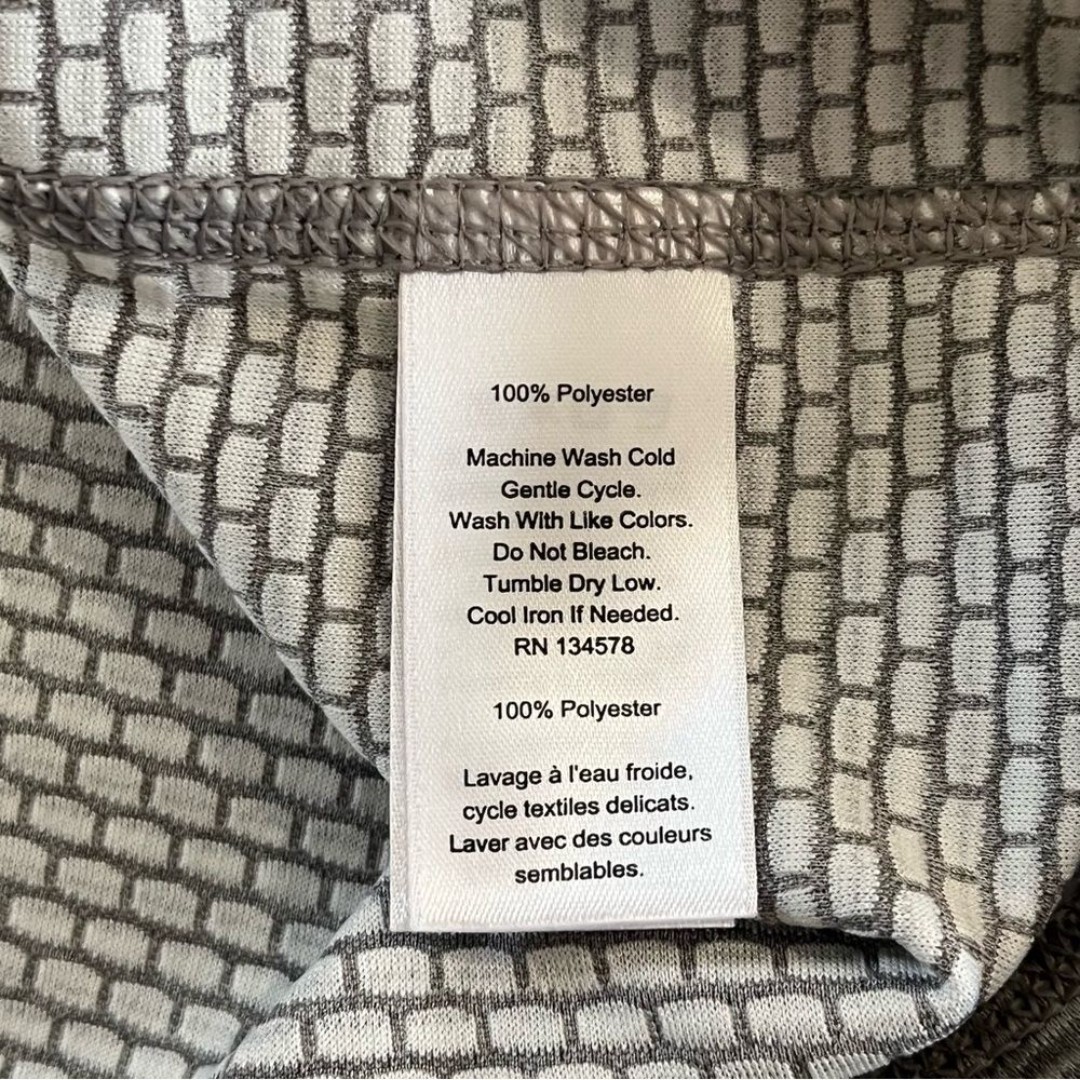 100% Polyester
Machine Wash Cold
Gentle Cycle.
Wash With Like Colors.
Do Not Bleach.
Tumble Dry Low.
Cool Iron If Needed.
RN 134578
100% Polyester
Lavage à l'eau froide,
cycle textiles delicats.
Laver avec des couleurs
semblables.